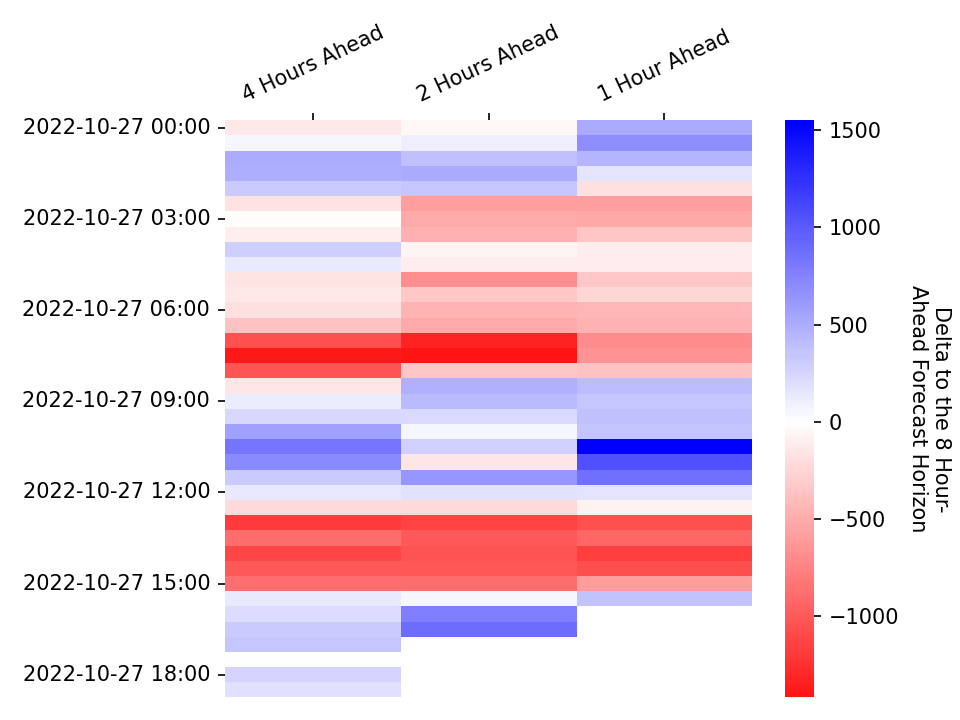 4 Hours Ahead
2 Hours Ahead
1 Hour Ahead
2022-10-27 00:00
2022-10-27 03:00
2022-10-27 06:00
2022-10-27 09:00
2022-10-27 12:00
2022-10-27 15:00
2022-10-27 18:00
1500
1000
500
0
−500
−1000
Delta to the 8 Hour-
Ahead Forecast Horizon